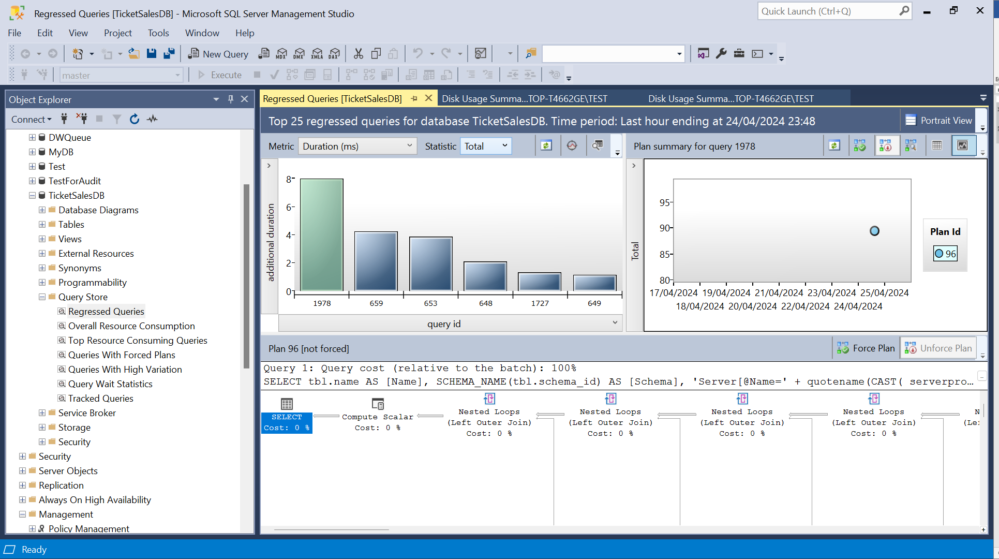 Regressed Queries [TicketSalesDB] - Microsoft SQL Server Management Studio
Quick Launch (Ctrl+Q)
File Edit View Project Tools Window Help
New Query MDX DMX XMLA DAX
master Execute
Object Explorer
Connect
DWQueue
MyDB
Test
TestForAudit
TicketSalesDB
Database Diagrams
Tables
Views
External Resources
Synonyms
Programmability
Query Store
Regressed Queries
Overall Resource Consumption
Top Resource Consuming Queries
Queries With Forced Plans
Queries With High Variation
Query Wait Statistics
Tracked Queries
Service Broker
Storage
Security
Security
Server Objects
Replication
Always On High Availability
Management
Policy Management
Regressed Queries [TicketSalesDB] Disk Usage Summa...TOP-T4662GE\TEST Disk Usage Summa...TOP-T4662GE\TEST
Top 25 regressed queries for database TicketSalesDB. Time period: Last hour ending at 24/04/2024 23:48 Portrait View
Metric Duration (ms) Statistic Total
additional duration
8
6
4
2
0
1978 659 653 648 1727 649
query id
Plan summary for query 1978
Total
95
90
85
80
17/04/2024 19/04/2024 21/04/2024 23/04/2024 25/04/2024
18/04/2024 20/04/2024 22/04/2024 24/04/2024
Plan Id
96
Plan 96 [not forced] Force Plan Unforce Plan
Query 1: Query cost (relative to the batch): 100%
SELECT tbl.name AS [Name], SCHEMA_NAME(tbl.schema_id) AS [Schema], 'Server[@Name=' + quotename(CAST( serverpro...
SELECT
Cost: 0 %
Compute Scalar
Cost: 0 %
Nested Loops
(Left Outer Join)
Cost: 0 %
Nested Loops
(Left Outer Join)
Cost: 0 %
Nested Loops
(Left Outer Join)
Cost: 0 %
Nested Loops
(Left Outer Join)
Cost: 0 %
Ready